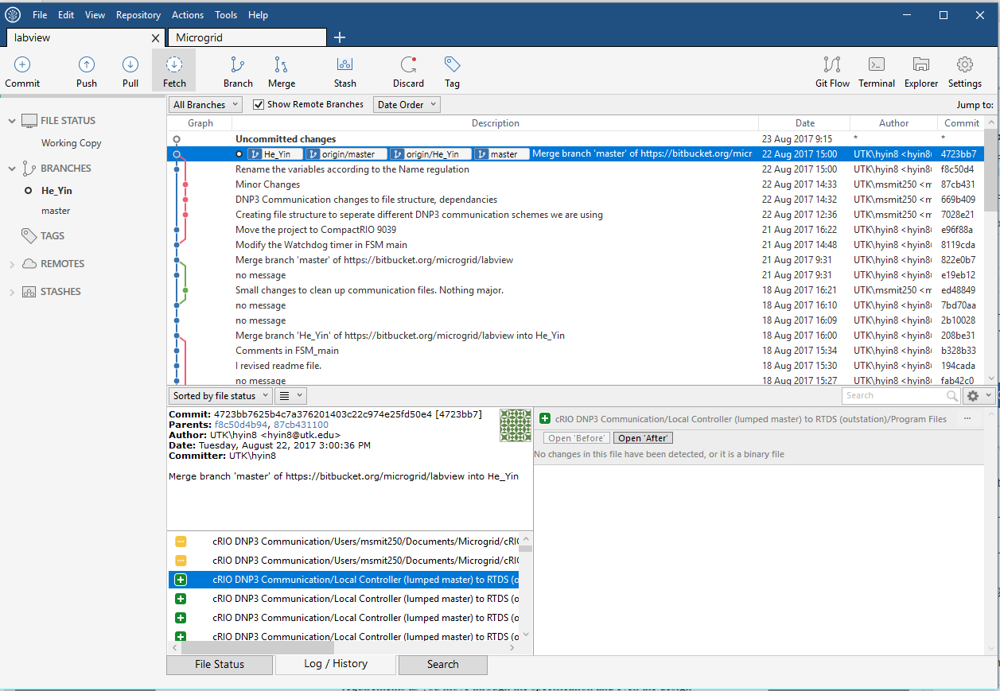 File Edit View Repository Actions Tools Help
labview Microgrid
Commit Push Pull Fetch Branch Merge Stash Discard Tag Git Flow Terminal Explorer Settings
All Branches Show Remote Branches Date Order Jump to:
FILE STATUS
Working Copy
BRANCHES
He_Yin
master
TAGS
REMOTES
STASHES
Graph Description Date Author Commit
Uncommitted changes 23 Aug 2017 9:15 * *
He_Yin origin/master origin/He_Yin master Merge branch 'master' of https://bitbucket.org/micr 22 Aug 2017 15:00 UTK\hyin8 <hyin8 4723bb7
Rename the variables according to the Name regulation 22 Aug 2017 15:00 UTK\hyin8 <hyin8 f8c50d4
Minor Changes 22 Aug 2017 14:33 UTK\msmit250 <m 87cb431
DNP3 Communication changes to file structure, dependancies 22 Aug 2017 14:32 UTK\msmit250 <m 669b409
Creating file structure to seperate different DNP3 communication schemes we are using 22 Aug 2017 12:36 UTK\msmit250 <m 7028e21
Move the project to CompactRIO 9039 21 Aug 2017 16:22 UTK\hyin8 <hyin8 e96f88a
Modify the Watchdog timer in FSM main 21 Aug 2017 14:48 UTK\hyin8 <hyin8 8119cda
Merge branch 'master' of https://bitbucket.org/microgrid/labview 21 Aug 2017 9:31 UTK\hyin8 <hyin8 822e0b7
no message 21 Aug 2017 9:31 UTK\hyin8 <hyin8 e19eb12
Small changes to clean up communication files. Nothing major. 18 Aug 2017 16:21 UTK\msmit250 <m ed48849
no message 18 Aug 2017 16:10 UTK\hyin8 <hyin8 7bd70aa
no message 18 Aug 2017 16:09 UTK\hyin8 <hyin8 2b10028
Merge branch 'He_Yin' of https://bitbucket.org/microgrid/labview into He_Yin 18 Aug 2017 16:00 UTK\hyin8 <hyin8 208be31
Comments in FSM_main 18 Aug 2017 15:34 UTK\hyin8 <hyin8 b328b33
I revised readme file. 18 Aug 2017 15:30 UTK\hyin8 <hyin8 194cada
no message 18 Aug 2017 15:27 UTK\hyin8 <hyin8 fab42c0
Sorted by file status Search
Commit: 4723bb7625b4c7a376201403c22c974e25fd50e4 [4723bb7]
Parents: f8c50d4b94, 87cb431100
Author: UTK\hyin8 <hyin8@utk.edu>
Date: Tuesday, August 22, 2017 3:00:36 PM
Committer: UTK\hyin8
Merge branch 'master' of https://bitbucket.org/microgrid/labview into He_Yin
cRIO DNP3 Communication/Users/msmit250/Documents/Microgrid/cRI
cRIO DNP3 Communication/Users/msmit250/Documents/Microgrid/cRI
cRIO DNP3 Communication/Local Controller (lumped master) to RTDS (o
cRIO DNP3 Communication/Local Controller (lumped master) to RTDS (o
cRIO DNP3 Communication/Local Controller (lumped master) to RTDS (o
cRIO DNP3 Communication/Local Controller (lumped master) to RTDS (o
cRIO DNP3 Communication/Local Controller (lumped master) to RTDS (outstation)/Program Files ...
Open 'Before' Open 'After'
No changes in this file have been detected, or it is a binary file
File Status Log / History Search